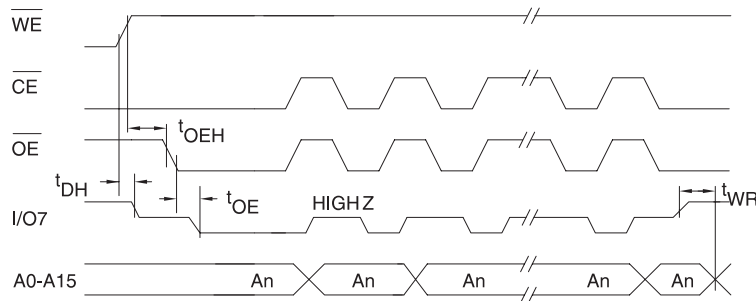 WE
CE
OE
tOEH
tDH
tOE
HIGH Z
tWR
I/O7
A0-A15 An An An An An